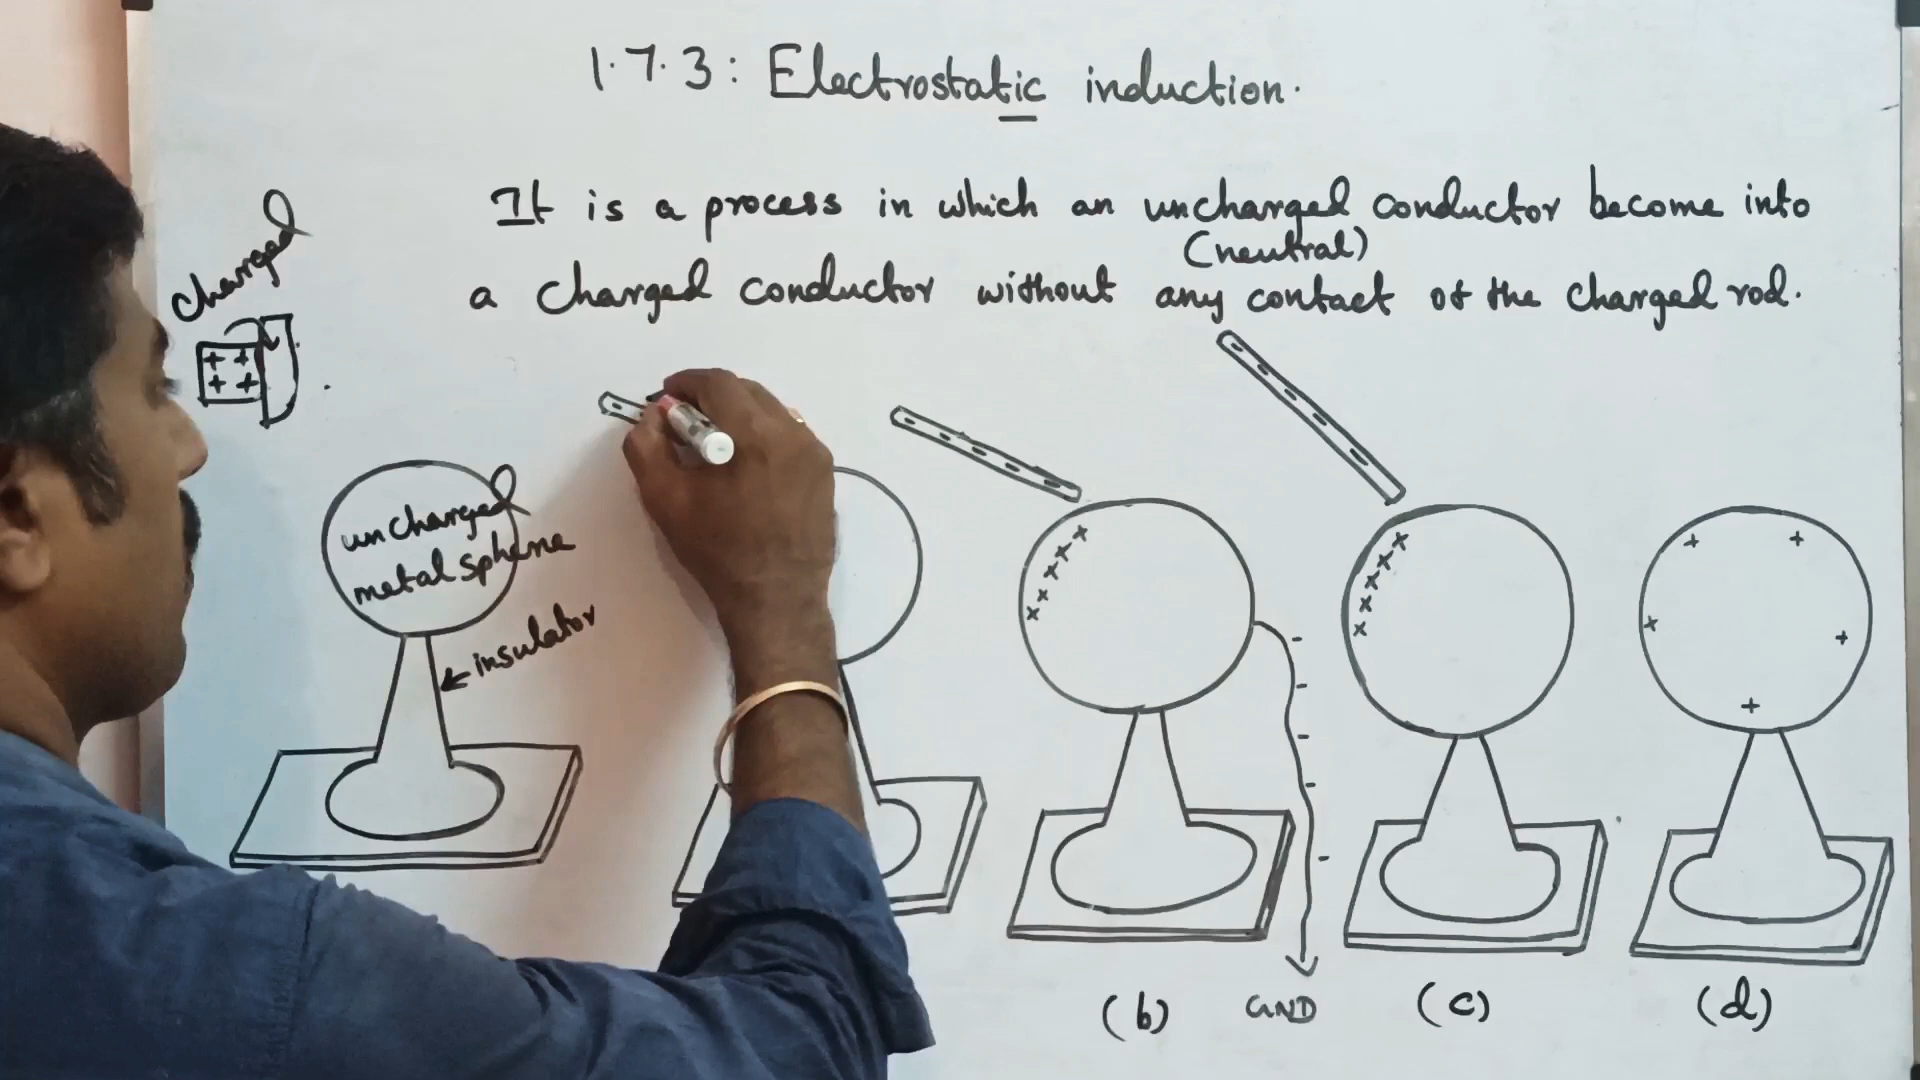 1.7.3: Electrostatic induction.
It is a process in which an uncharged conductor become into
(neutral)
a charged conductor without any contact of the charged rod.
charged
+ +
+ +
uncharged
metal sphere
insulator
(b)
GND
(c)
(d)